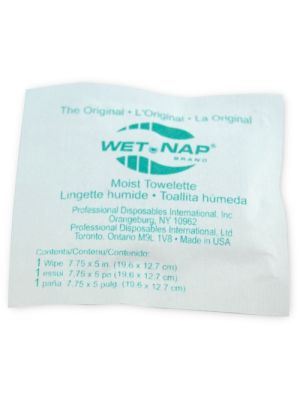 The Original • L'Original • La Original
WET•NAP®
BRAND
Moist Towelette
Lingette humide • Toallita húmeda
Professional Disposables International, Inc.
Orangeburg, NY 10962
Professional Disposables International, Ltd.
Toronto, Ontario M9L 1V8 • Made in USA
Contents/Contenu/Contenido:
1 Wipe 7.75 x 5 in. (19.6 x 12.7 cm)
1 essui 7.75 x 5 po (19.6 x 12.7 cm)
1 paña 7.75 x 5 pulg. (19.6 x 12.7 cm)